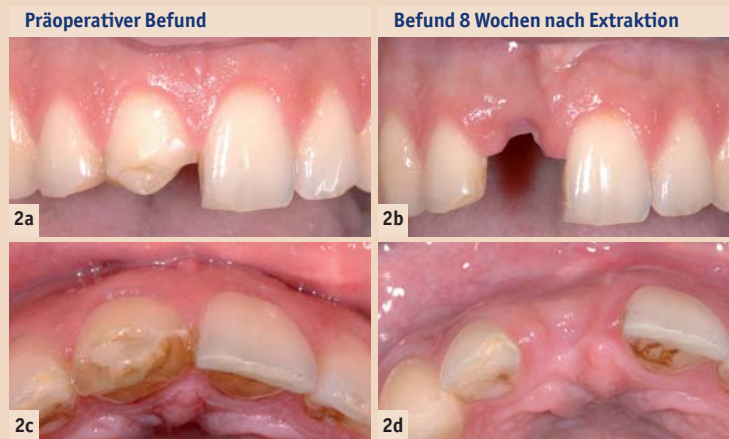 Präoperativer Befund
Befund 8 Wochen nach Extraktion
2a
2b
2c
2d